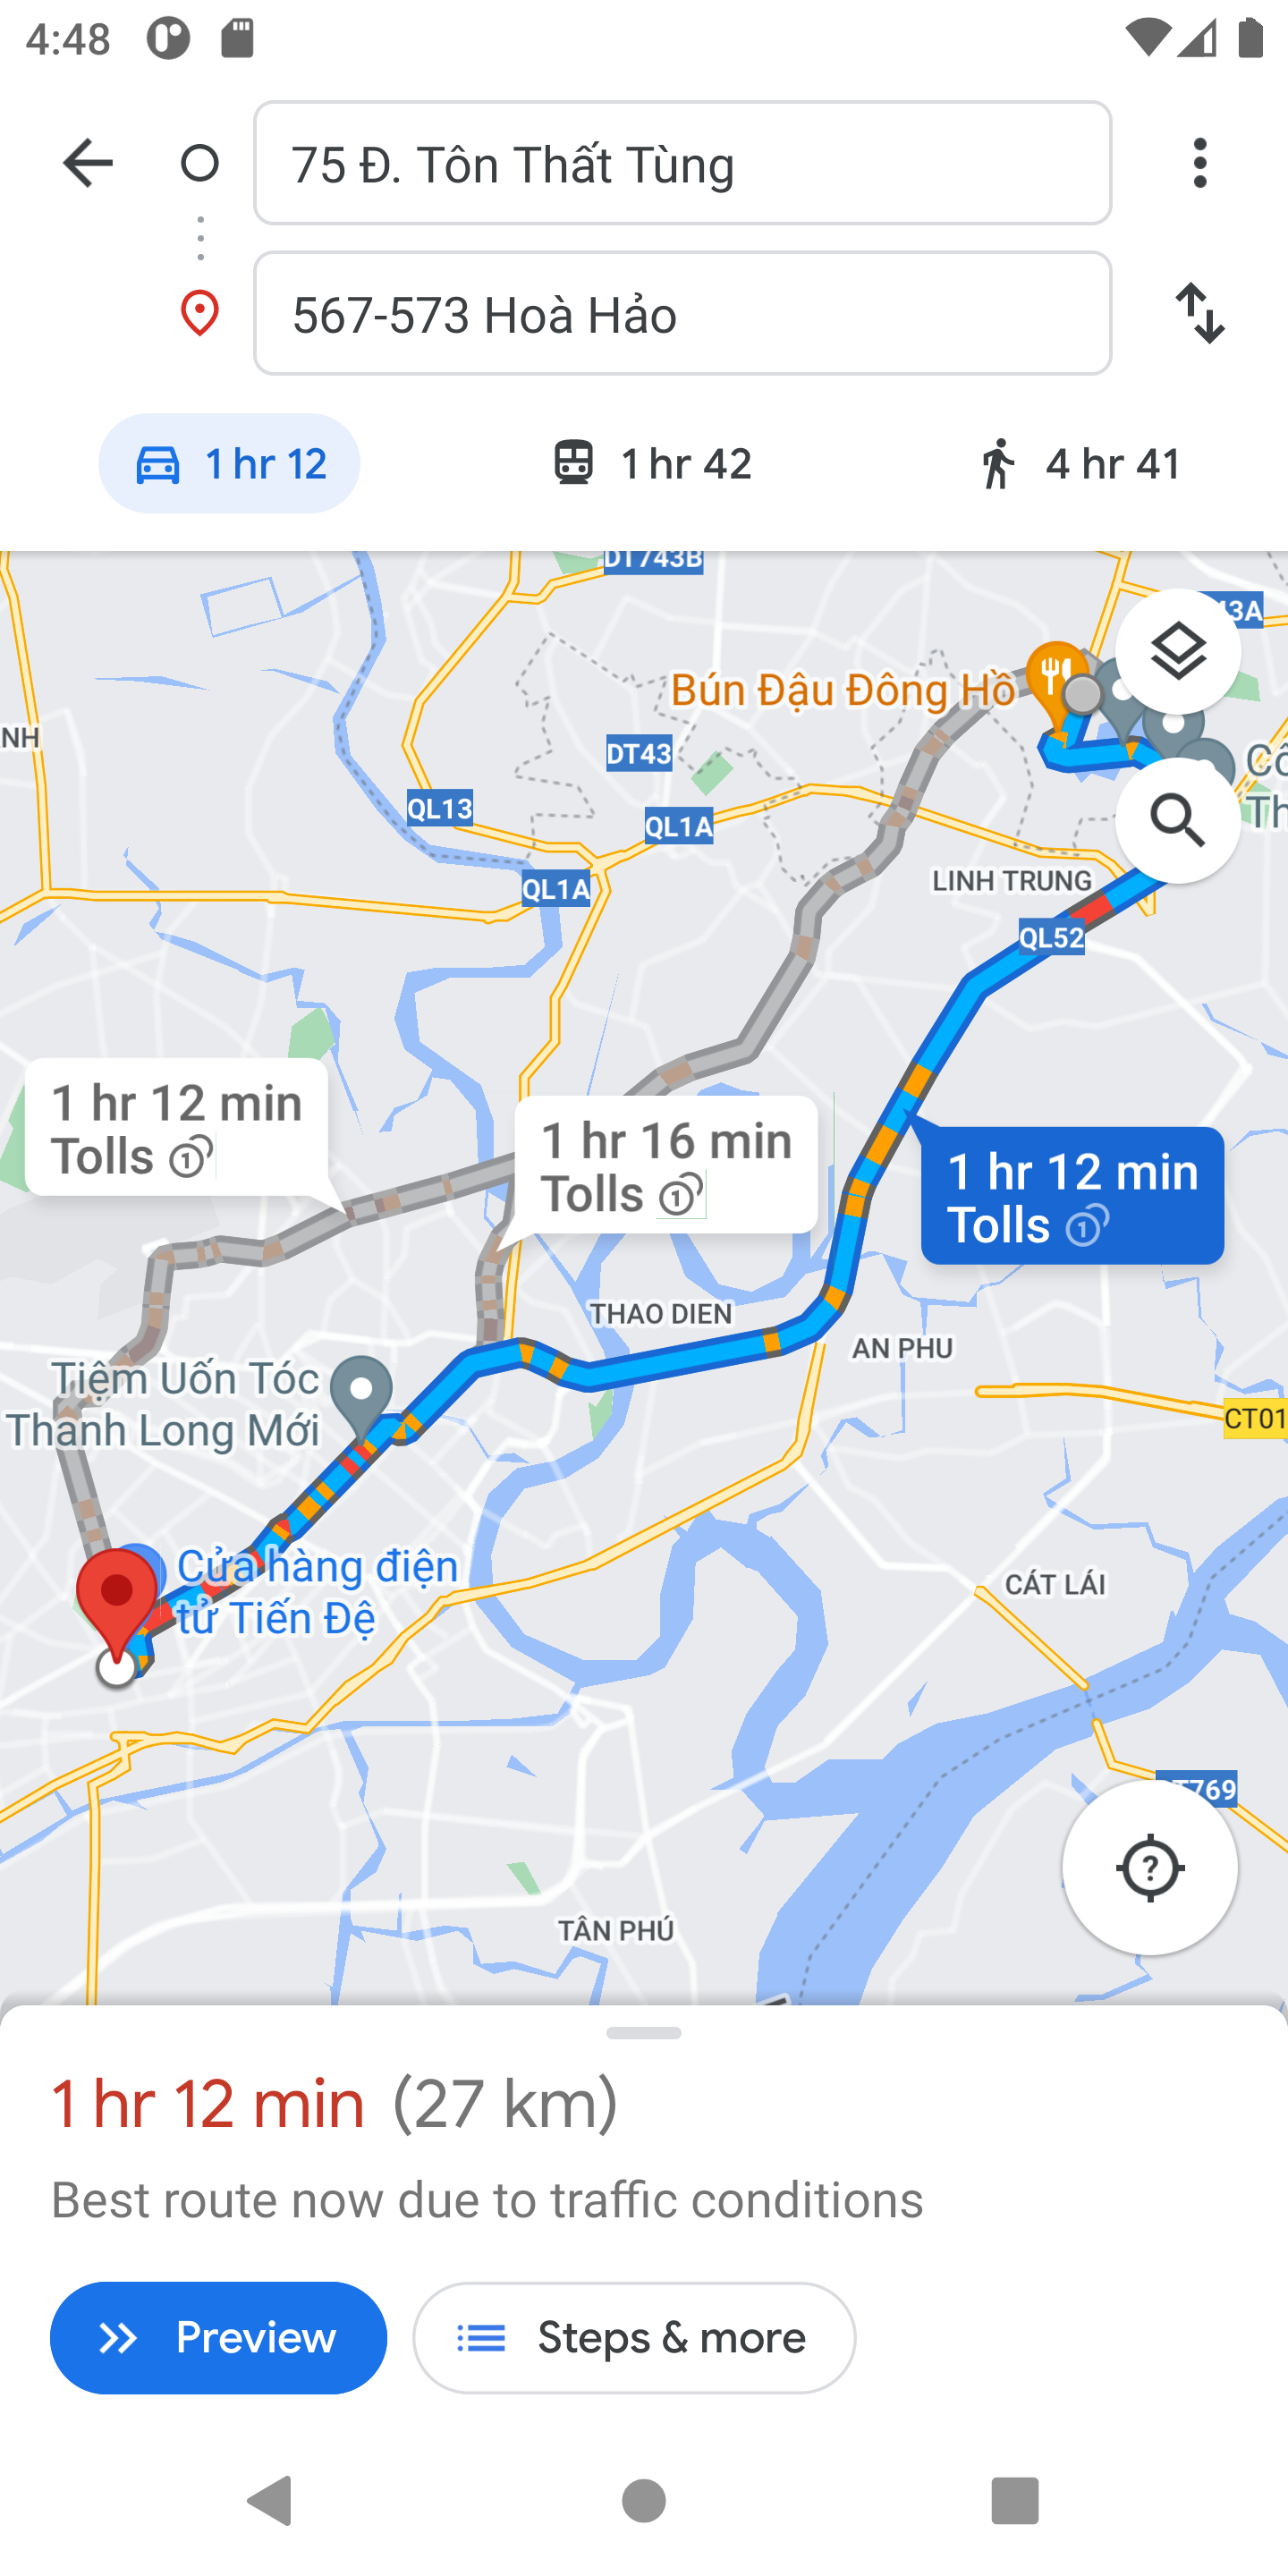 4:48
75 Đ. Tôn Thất Tùng
567-573 Hoà Hảo
1 hr 12
1 hr 42
4 hr 41
DT743B
Bún Đậu Đông Hồ
DT43
QL13
QL1A
QL1A
LINH TRUNG
QL52
1 hr 12 min
Tolls
1 hr 16 min
Tolls
1 hr 12 min
Tolls
THAO DIEN
AN PHU
Tiệm Uốn Tóc
Thanh Long Mới
CT01
Cửa hàng điện
tử Tiến Đệ
CÁT LÁI
TÂN PHÚ
1 hr 12 min (27 km)
Best route now due to traffic conditions
Preview
Steps & more